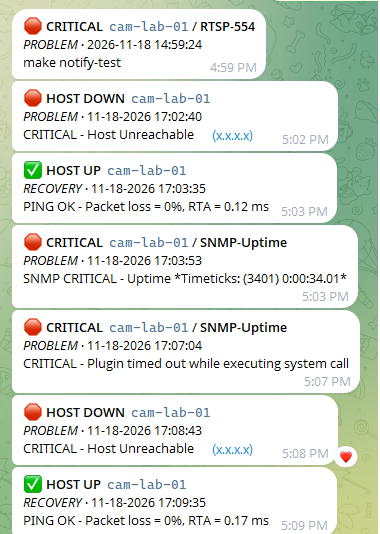 🛑 CRITICAL cam-lab-01 / RTSP-554
PROBLEM · 2026-11-18 14:59:24
make notify-test
4:59 PM
🛑 HOST DOWN cam-lab-01
PROBLEM · 11-18-2026 17:02:40
CRITICAL - Host Unreachable (x.x.x.x)
5:02 PM
✅ HOST UP cam-lab-01
RECOVERY · 11-18-2026 17:03:35
PING OK - Packet loss = 0%, RTA = 0.12 ms
5:03 PM
🛑 CRITICAL cam-lab-01 / SNMP-Uptime
PROBLEM · 11-18-2026 17:03:53
SNMP CRITICAL - Uptime *Timeticks: (3401) 0:00:34.01*
5:03 PM
🛑 CRITICAL cam-lab-01 / SNMP-Uptime
PROBLEM · 11-18-2026 17:07:04
CRITICAL - Plugin timed out while executing system call
5:07 PM
🛑 HOST DOWN cam-lab-01
PROBLEM · 11-18-2026 17:08:43
CRITICAL - Host Unreachable (x.x.x.x)
5:08 PM
✅ HOST UP cam-lab-01
RECOVERY · 11-18-2026 17:09:35
PING OK - Packet loss = 0%, RTA = 0.17 ms
5:09 PM